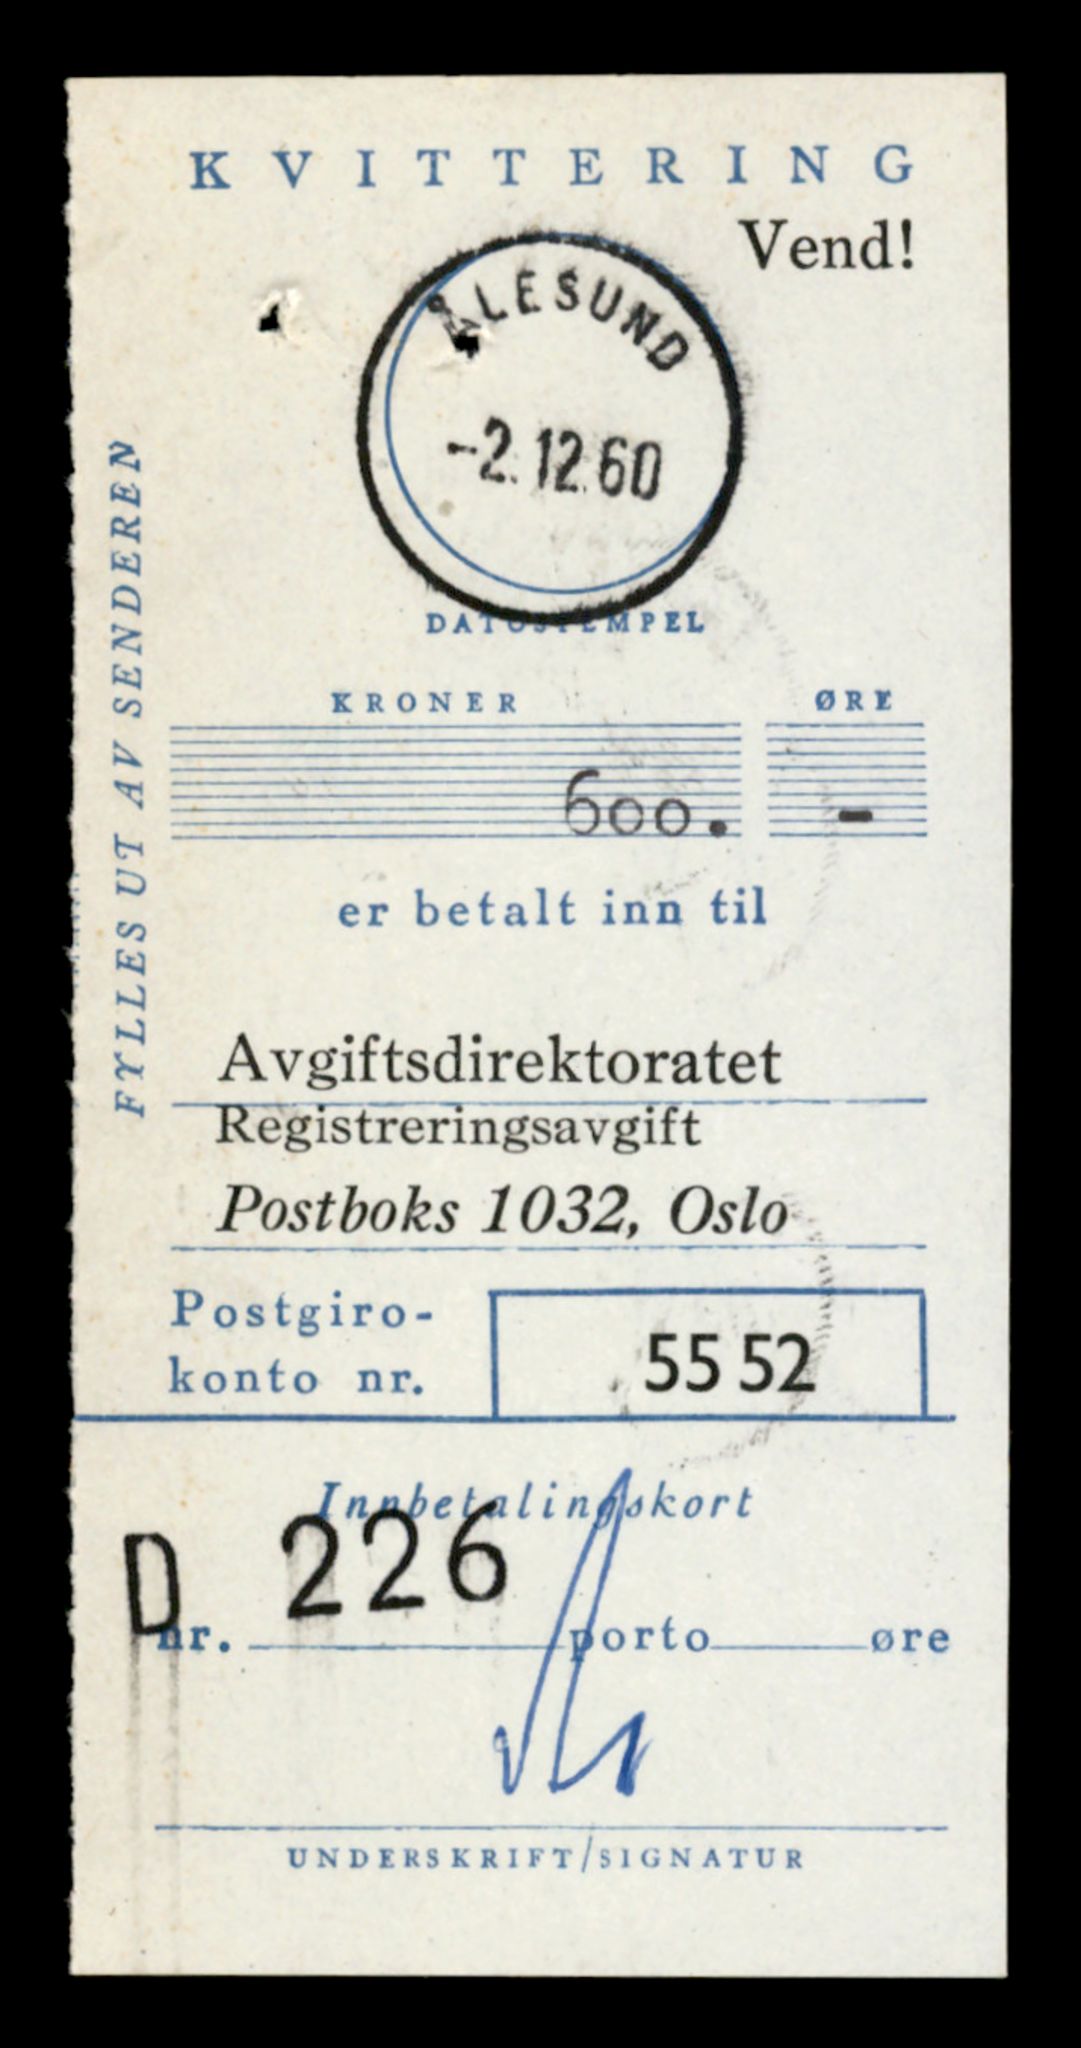 KVITTERING
Vend!
ÅLESUND
-2.12.60
DATOSTEMPEL
FYLLES UT AV SENDEREN
KRONER ØRE
600. -
er betalt inn til
Avgiftsdirektoratet
Registreringsavgift
Postboks 1032, Oslo
Postgiro-
konto nr.
55 52
Innbetalingskort
D 226
nr. porto øre
UNDERSKRIFT/SIGNATUR